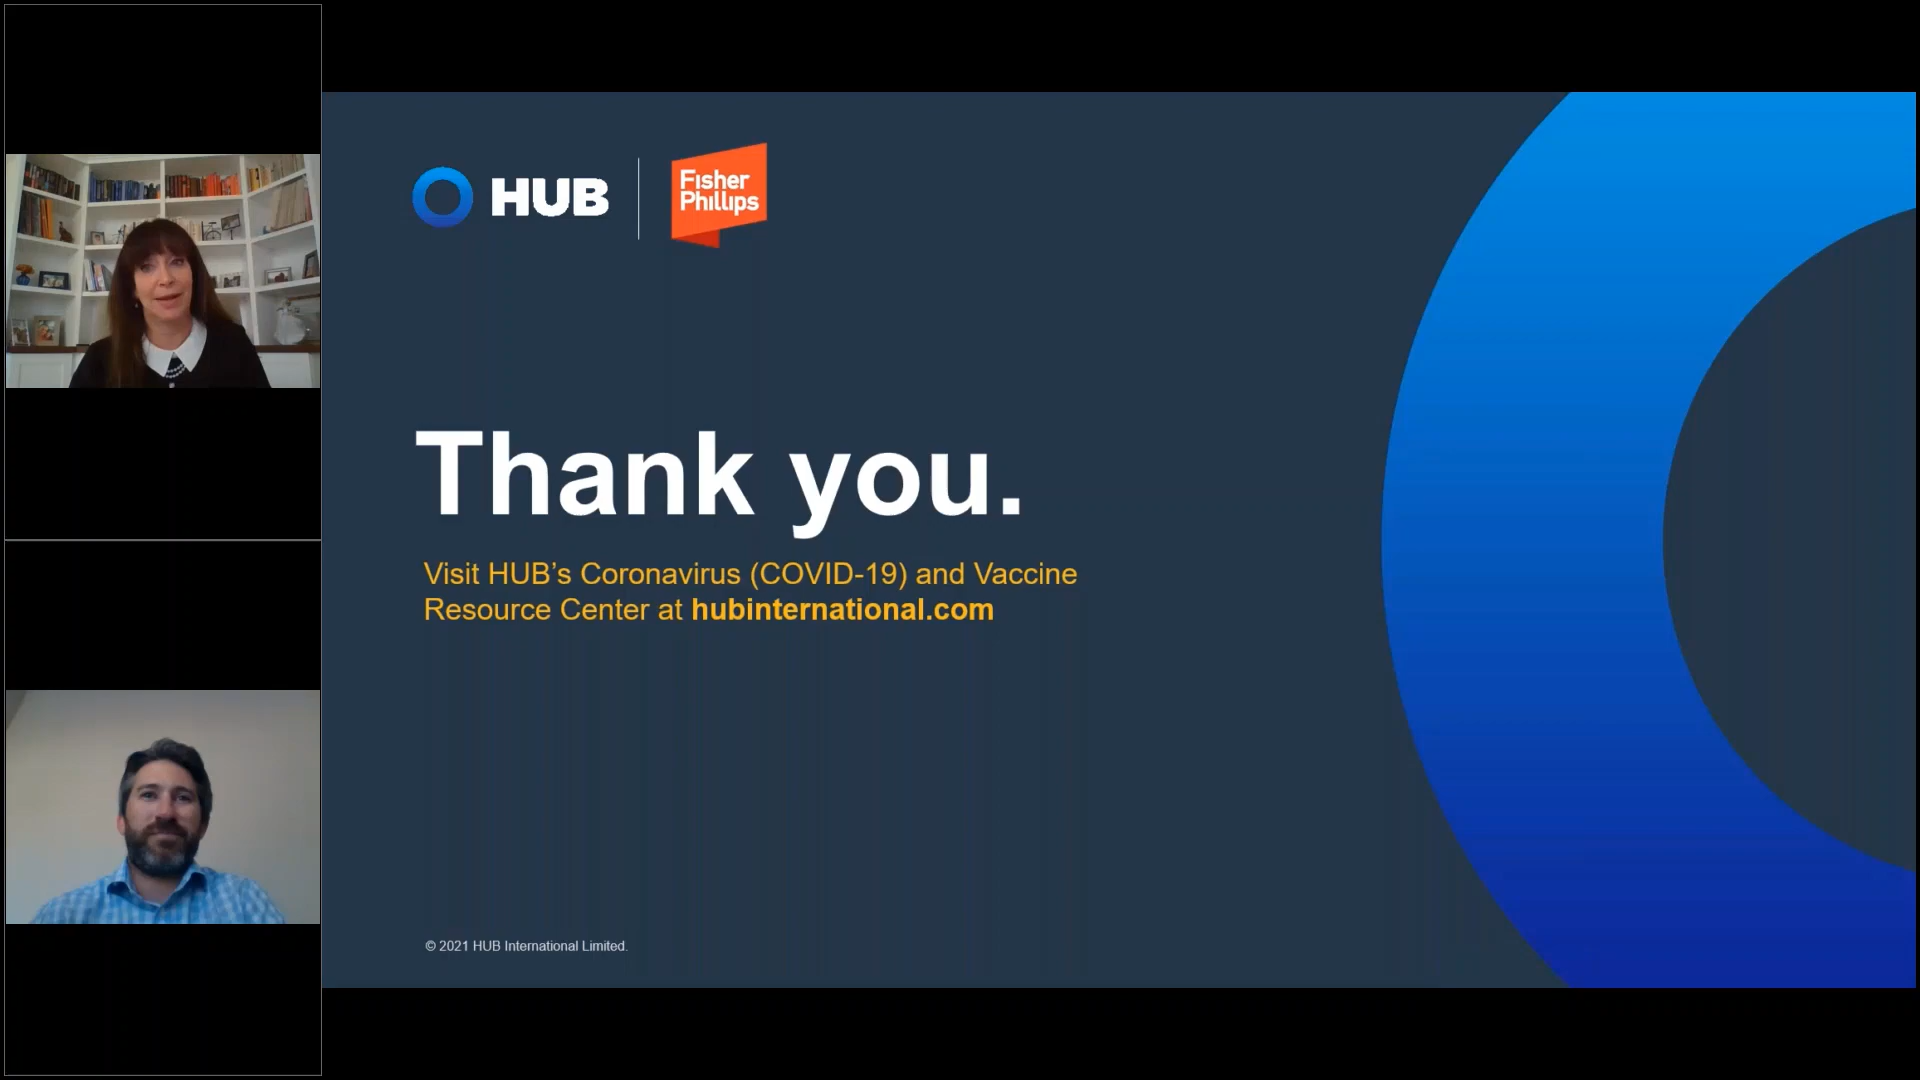 HUB
Fisher
Phillips
Thank you.
Visit HUB’s Coronavirus (COVID-19) and Vaccine
Resource Center at hubinternational.com
© 2021 HUB International Limited.